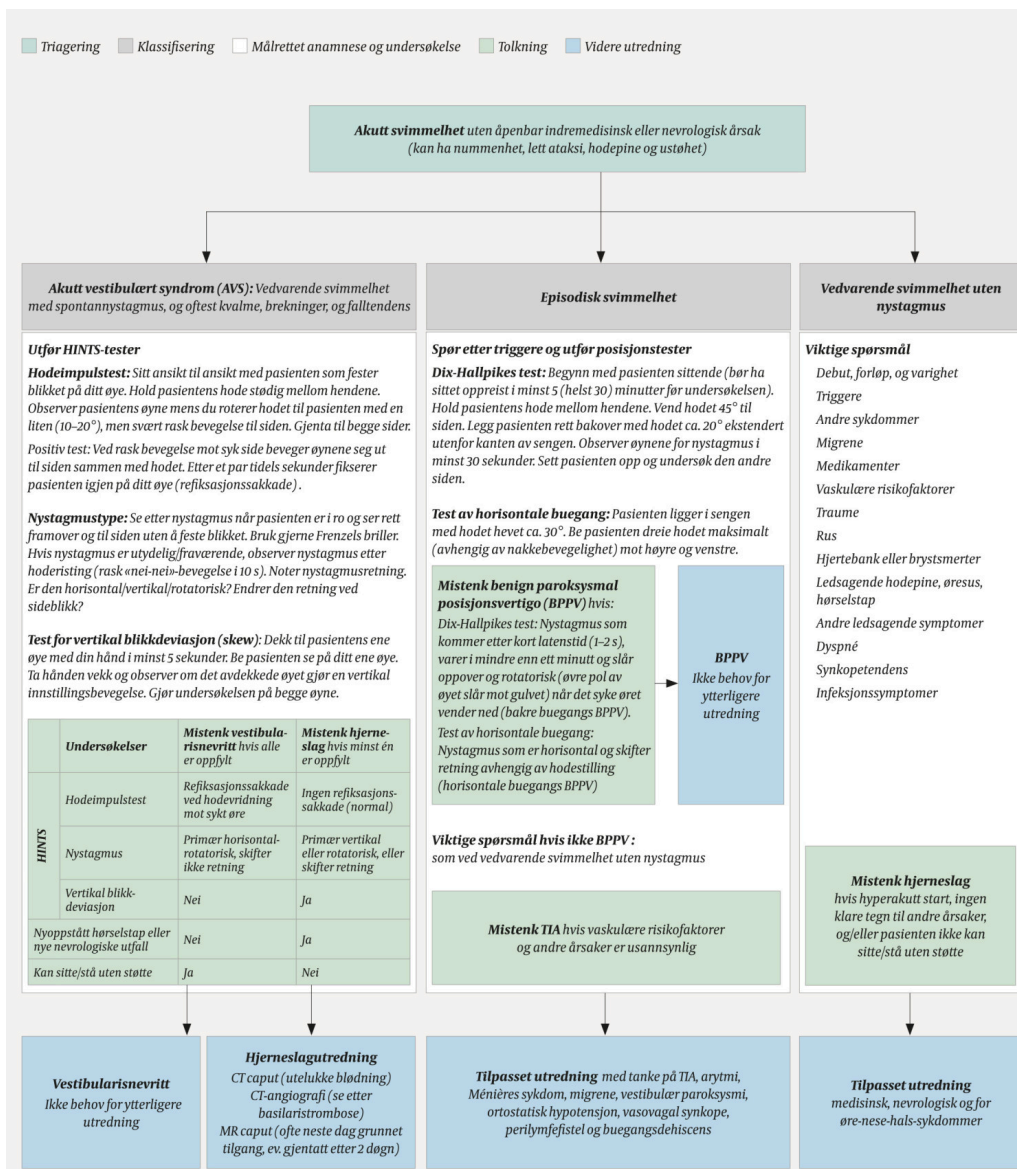 Triagering
Klassifisering
Målrettet anamnese og undersøkelse
Tolkning
Videre utredning
Akutt svimmelhet uten åpenbar indremedisinsk eller nevrologisk årsak
(kan ha nummenhet, lett ataksi, hodepine og ustøhet)
Akutt vestibulært syndrom (AVS): Vedvarende svimmelhet
med spontannystagmus, og oftest kvalme, brekninger, og falltendens
Utfør HINTS-tester
Hodeimpulstest: Sitt ansikt til ansikt med pasienten som fester
blikket på ditt øye. Hold pasientens hode stødig mellom hendene.
Observer pasientens øyne mens du roterer hodet til pasienten med en
liten (10–20°), men svært rask bevegelse til siden. Gjenta til begge sider.
Positiv test: Ved rask bevegelse mot syk side beveger øynene seg ut
til siden sammen med hodet. Etter et par tidels sekunder fikserer
pasienten igjen på ditt øye (refiksasjonssakkade) .
Nystagmustype: Se etter nystagmus når pasienten er i ro og ser rett
framover og til siden uten å feste blikket. Bruk gjerne Frenzels briller.
Hvis nystagmus er utydelig/fraværende, observer nystagmus etter
hoderisting (rask «nei-nei»-bevegelse i 10 s). Noter nystagmusretning.
Er den horisontal/vertikal/rotatorisk? Endrer den retning ved
sideblikk?
Test for vertikal blikkdeviasjon (skew): Dekk til pasientens ene
øye med din hånd i minst 5 sekunder. Be pasienten se på ditt ene øye.
Ta hånden vekk og observer om det avdekkede øyet gjør en vertikal
innstillingsbevegelse. Gjør undersøkelsen på begge øyne.
Undersøkelser
Mistenk vestibula-
risnevritt hvis alle
er oppfylt
Mistenk hjerne-
slag hvis minst én
er oppfylt
HINTS
Hodeimpulstest
Refiksasjonssakkade
ved hodevridning
mot sykt øre
Ingen refiksasjons-
sakkade (normal)
Nystagmus
Primær horisontal-
rotatorisk, skifter
ikke retning
Primær vertikal
eller rotatorisk, eller
skifter retning
Vertikal blikk-
deviasjon
Nei
Ja
Nyoppstått hørselstap eller
nye nevrologiske utfall
Nei
Ja
Kan sitte/stå uten støtte
Ja
Nei
Vestibularisnevritt
Ikke behov for ytterligere
utredning
Hjerneslagutredning
CT caput (utelukke blødning)
CT-angiografi (se etter
basilaristrombose)
MR caput (ofte neste dag grunnet
tilgang, ev. gjentatt etter 2 døgn)
Episodisk svimmelhet
Spør etter triggere og utfør posisjonstester
Dix-Hallpikes test: Begynn med pasienten sittende (bør ha
sittet oppreist i minst 5 (helst 30) minutter før undersøkelsen).
Hold pasientens hode mellom hendene. Vend hodet 45° til
siden. Legg pasienten rett bakover med hodet ca. 20° ekstendert
utenfor kanten av sengen. Observer øynene for nystagmus i
minst 30 sekunder. Sett pasienten opp og undersøk den andre
siden.
Test av horisontale buegang: Pasienten ligger i sengen
med hodet hevet ca. 30°. Be pasienten dreie hodet maksimalt
(avhengig av nakkebevegelighet) mot høyre og venstre.
Mistenk benign paroksysmal
posisjonsvertigo (BPPV) hvis:
Dix-Hallpikes test: Nystagmus som
kommer etter kort latenstid (1–2 s),
varer i mindre enn ett minutt og slår
oppover og rotatorisk (øvre pol av
øyet slår mot gulvet) når det syke øret
vender ned (bakre buegangs BPPV).
Test av horisontale buegang:
Nystagmus som er horisontal og skifter
retning avhengig av hodestilling
(horisontale buegangs BPPV)
BPPV
Ikke behov for
ytterligere
utredning
Viktige spørsmål hvis ikke BPPV :
som ved vedvarende svimmelhet uten nystagmus
Mistenk TIA hvis vaskulære risikofaktorer
og andre årsaker er usannsynlig
Tilpasset utredning med tanke på TIA, arytmi,
Ménières sykdom, migrene, vestibulær paroksysmi,
ortostatisk hypotensjon, vasovagal synkope,
perilymfefistel og buegangsdehiscens
Vedvarende svimmelhet uten
nystagmus
Viktige spørsmål
Debut, forløp, og varighet
Triggere
Andre sykdommer
Migrene
Medikamenter
Vaskulære risikofaktorer
Traume
Rus
Hjertebank eller brystsmerter
Ledsagende hodepine, øresus,
hørselstap
Andre ledsagende symptomer
Dyspné
Synkopetendens
Infeksjonssymptomer
Mistenk hjerneslag
hvis hyperakutt start, ingen
klare tegn til andre årsaker,
og/eller pasienten ikke kan
sitte/stå uten støtte
Tilpasset utredning
medisinsk, nevrologisk og for
øre-nese-hals-sykdommer